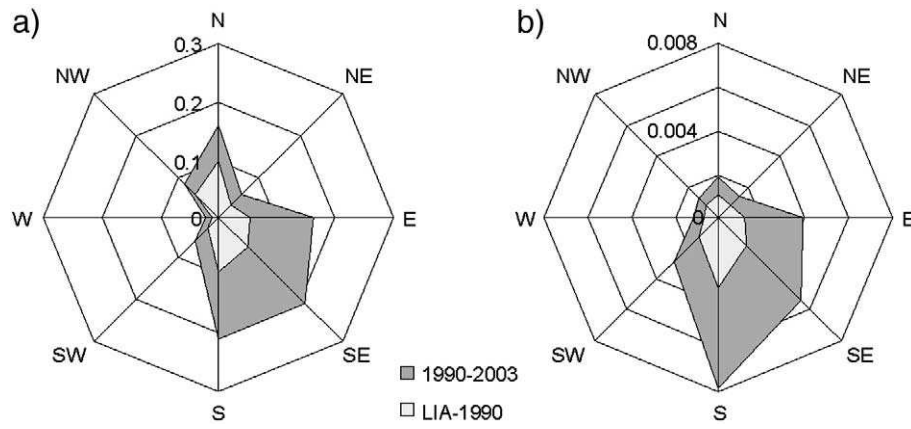 a)
N
0.3
NW
NE
0.2
0.1
W
0
E
SW
SE
S
b)
N
0.008
NW
NE
0.004
W
0
E
SW
SE
S
1990-2003
LIA-1990